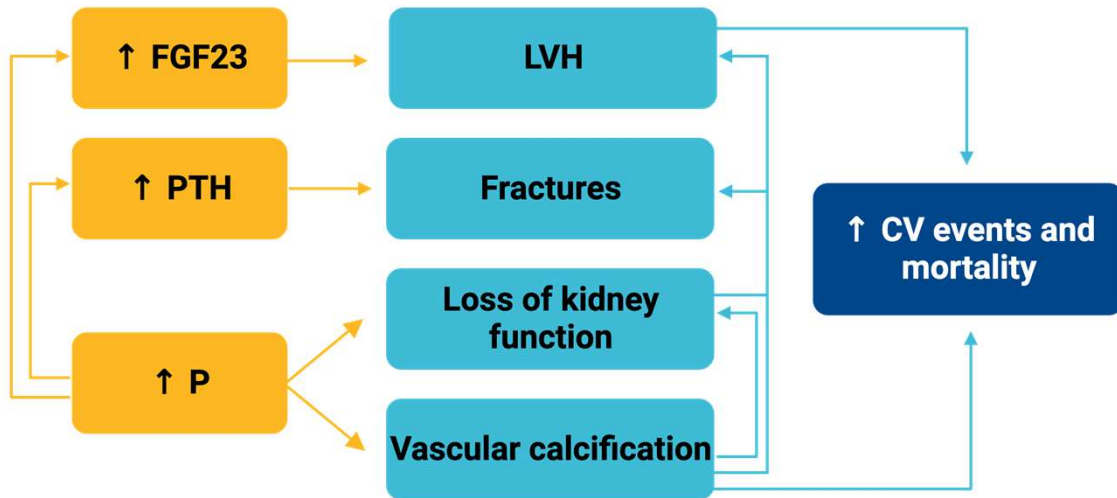 ↑ FGF23
LVH
↑ PTH
Fractures
↑ CV events and
mortality
Loss of kidney
function
↑ P
Vascular calcification